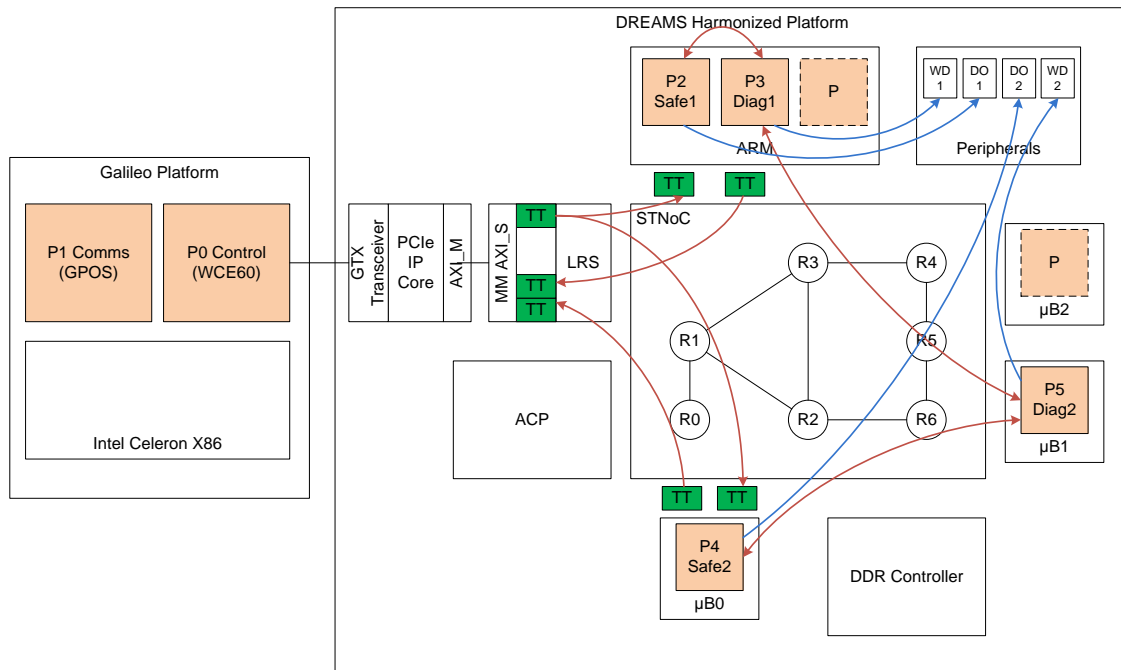 DREAMS Harmonized Platform
P2
Safe1
P3
Diag1
P
ARM
WD
1
DO
1
DO
2
WD
2
Peripherals
Galileo Platform
P1 Comms
(GPOS)
P0 Control
(WCE60)
Intel Celeron X86
GTX
Transceiver
PCIe
IP
Core
AXI_M
MM AXI_S
TT
TT
TT
LRS
TT
TT
STNoC
R3
R4
R1
R5
R0
R2
R6
P
µB2
P5
Diag2
µB1
ACP
TT
TT
P4
Safe2
µB0
DDR Controller